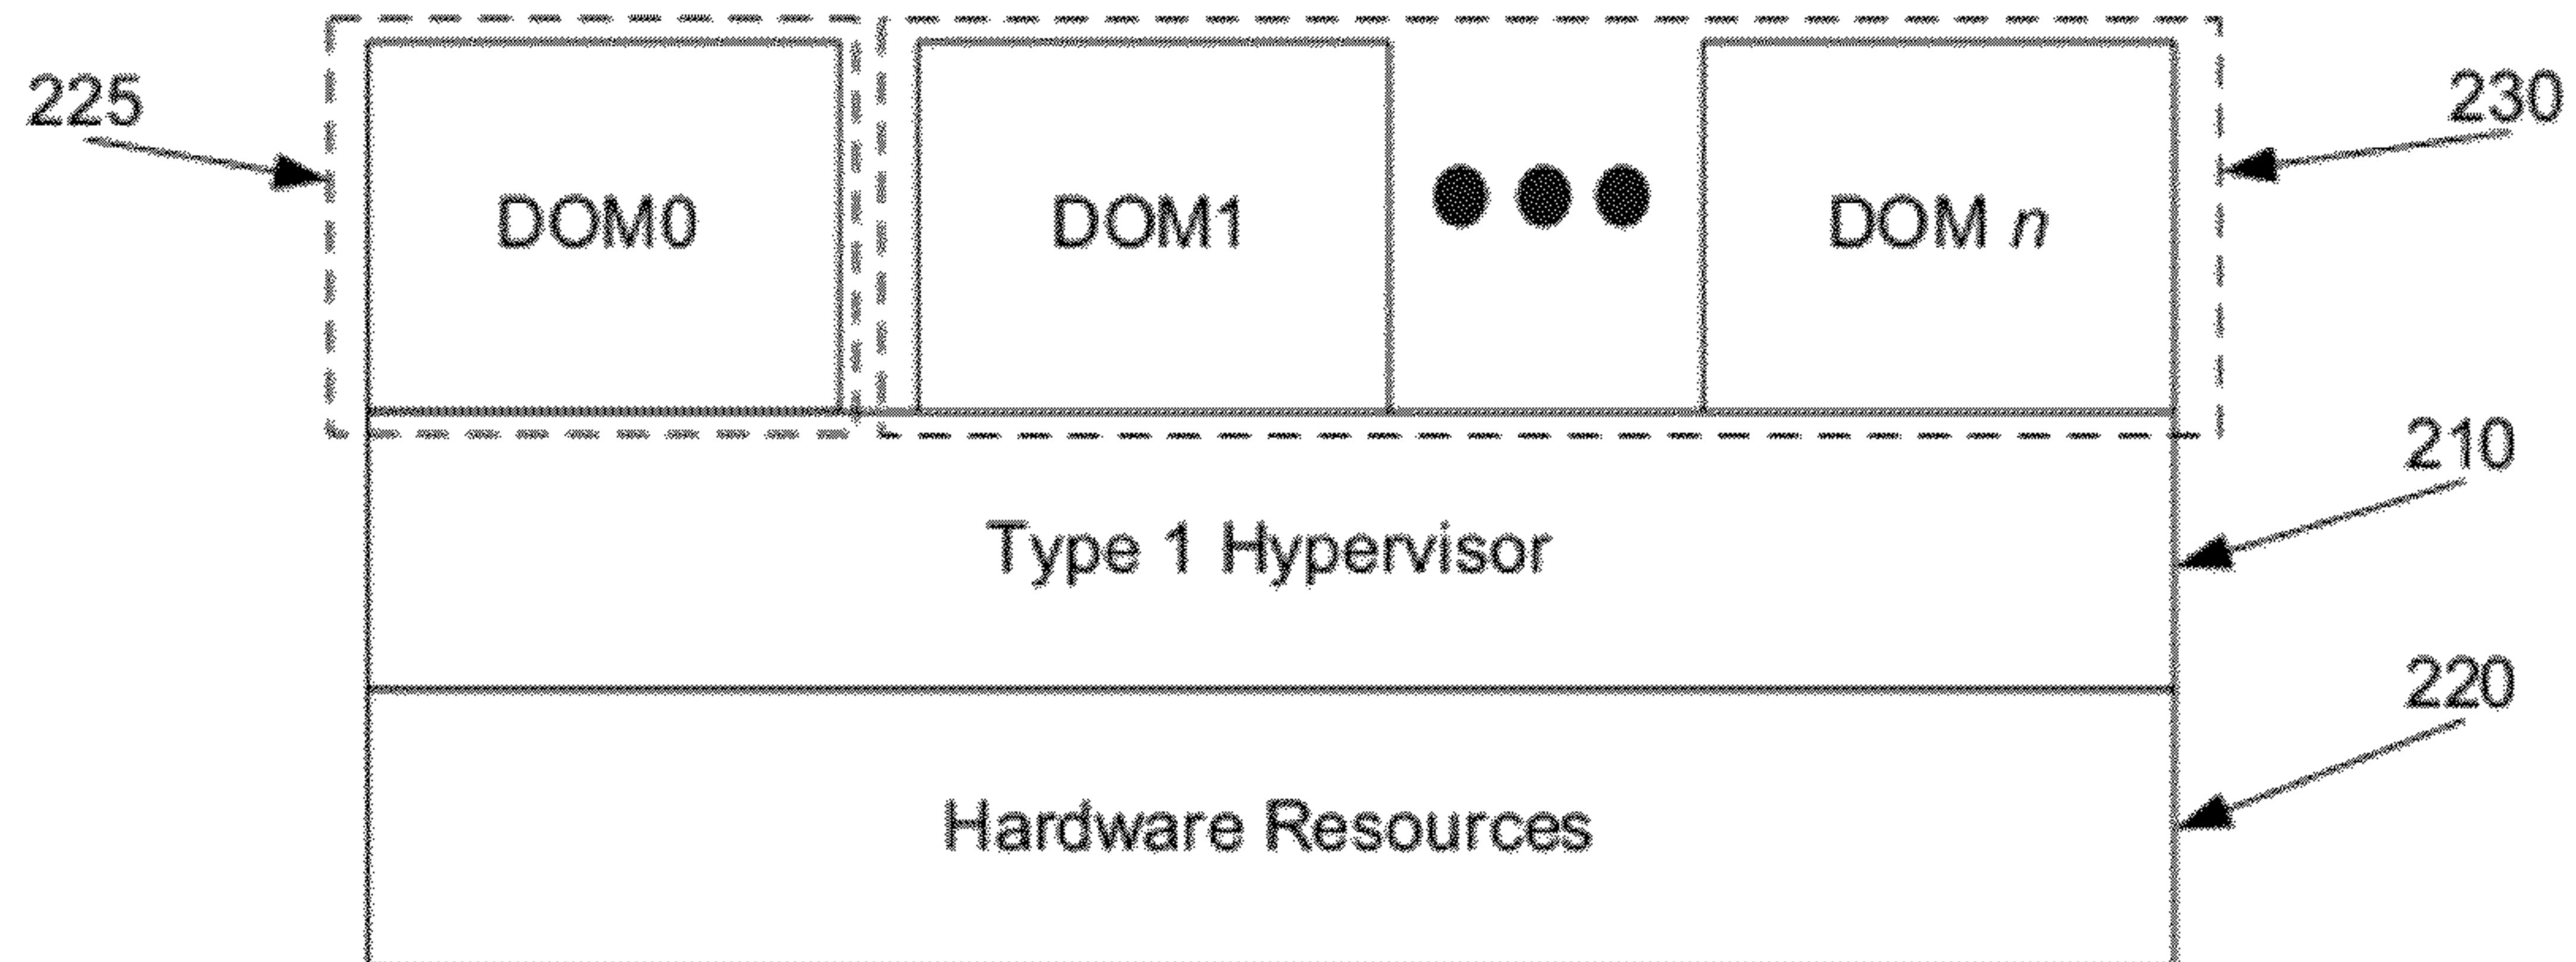 225
230
DOM0
DOM1
DOM n
210
Type 1 Hypervisor
220
Hardware Resources